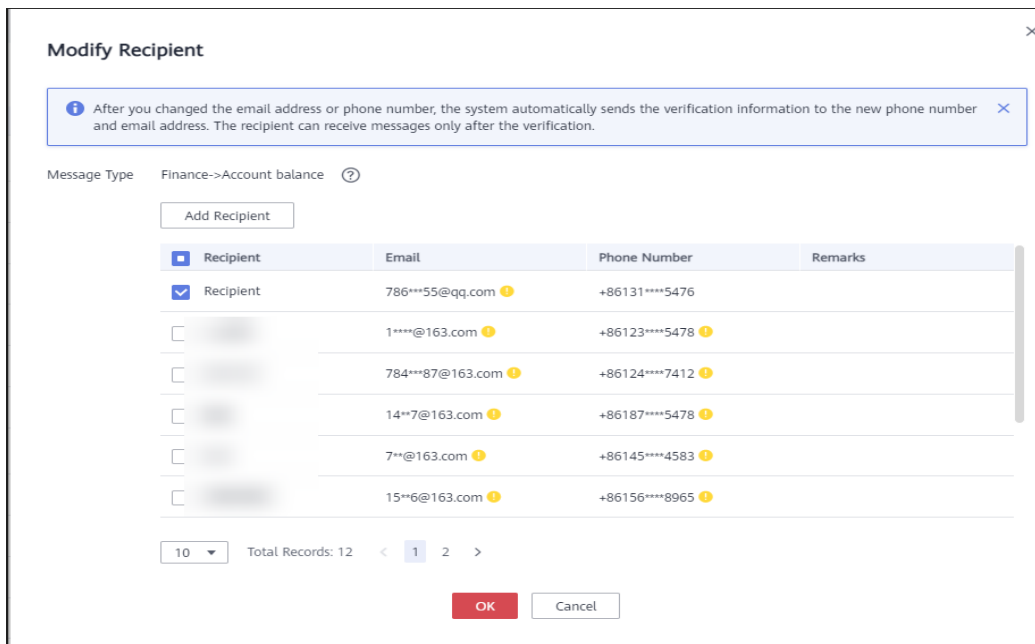 Modify Recipient
After you changed the email address or phone number, the system automatically sends the verification information to the new phone number
and email address. The recipient can receive messages only after the verification.
Message Type Finance->Account balance
Add Recipient
Recipient Email Phone Number Remarks
Recipient 786***55@qq.com +86131****5476
1****@163.com +86123****5478
784***87@163.com +86124****7412
14**7@163.com +86187****5478
7**@163.com +86145****4583
15**6@163.com +86156****8965
10 Total Records: 12 < 1 2 >
OK Cancel